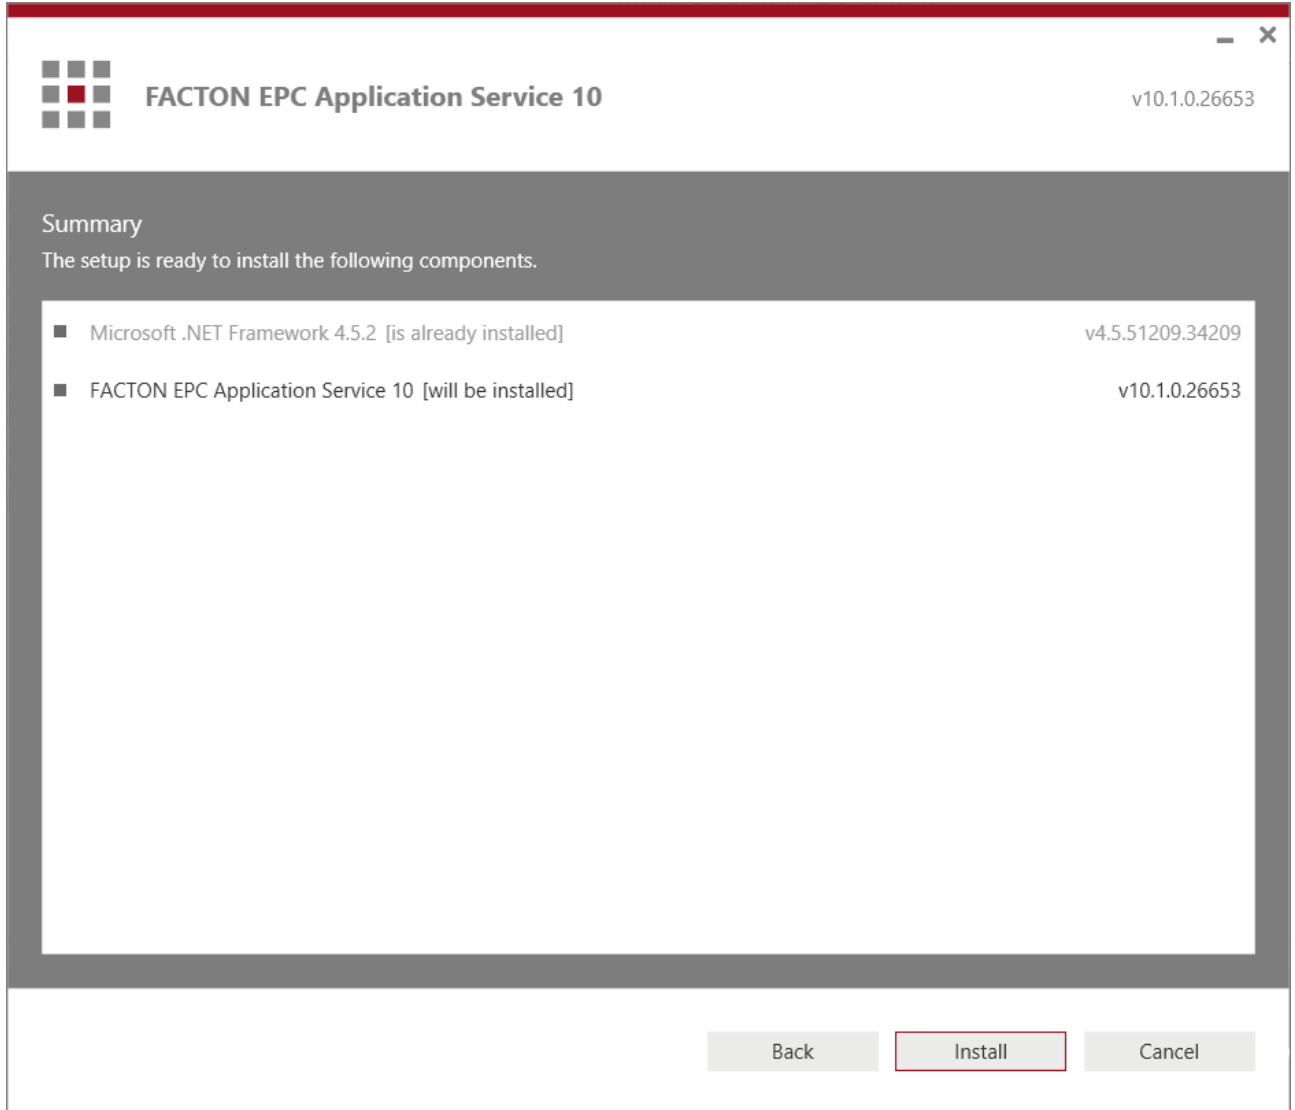 FACTON EPC Application Service 10
v10.1.0.26653
Summary
The setup is ready to install the following components.
Microsoft .NET Framework 4.5.2 [is already installed] v4.5.51209.34209
FACTON EPC Application Service 10 [will be installed] v10.1.0.26653
Back Install Cancel